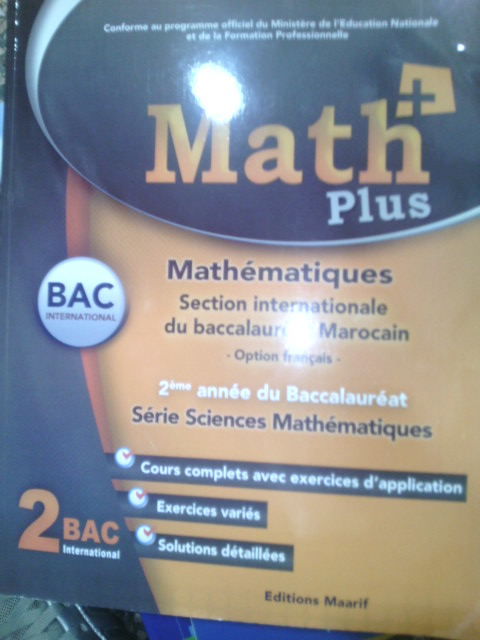 Conforme au programme officiel du Ministère de l'Education Nationale
et de la Formation Professionnelle
Math+
Plus
Mathématiques
BAC
INTERNATIONAL
Section internationale
du baccalauréat Marocain
- Option français -
2ème année du Baccalauréat
Série Sciences Mathématiques
Cours complets avec exercices d'application
Exercices variés
Solutions détaillées
2 BAC
International
Editions Maarif